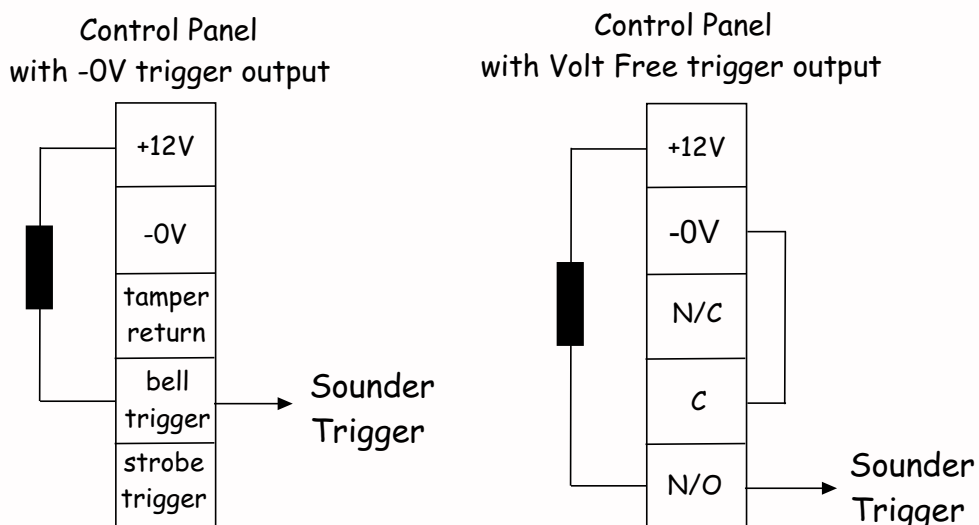 Control Panel
with -0V trigger output
+12V
-0V
tamper
return
bell
trigger
strobe
trigger
Sounder
Trigger
Control Panel
with Volt Free trigger output
+12V
-0V
N/C
C
N/O
Sounder
Trigger